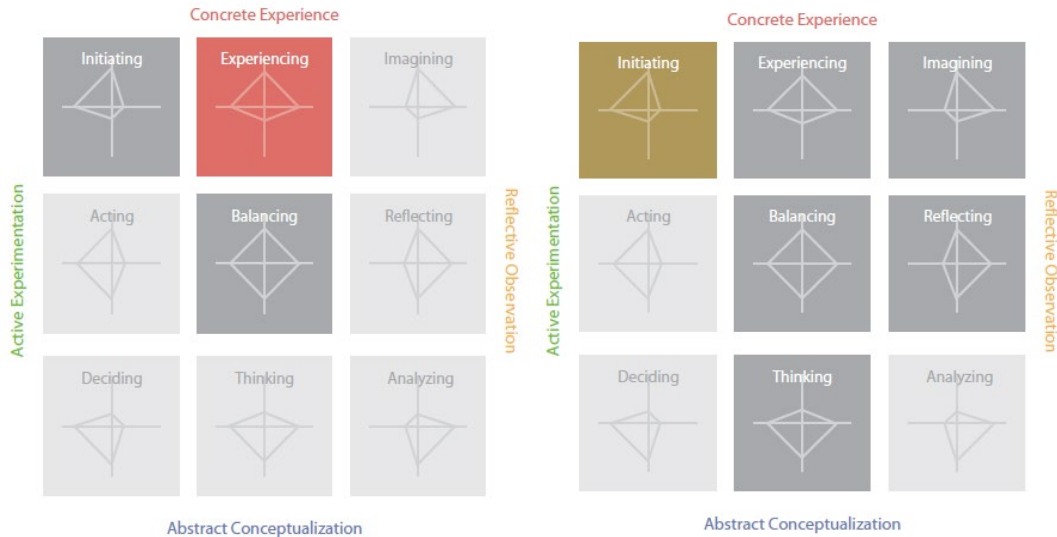 Concrete Experience
Initiating
Experiencing
Imagining
Active Experimentation
Acting
Balancing
Reflecting
Reflective Observation
Deciding
Thinking
Analyzing
Abstract Conceptualization
Concrete Experience
Initiating
Experiencing
Imagining
Active Experimentation
Acting
Balancing
Reflecting
Reflective Observation
Deciding
Thinking
Analyzing
Abstract Conceptualization